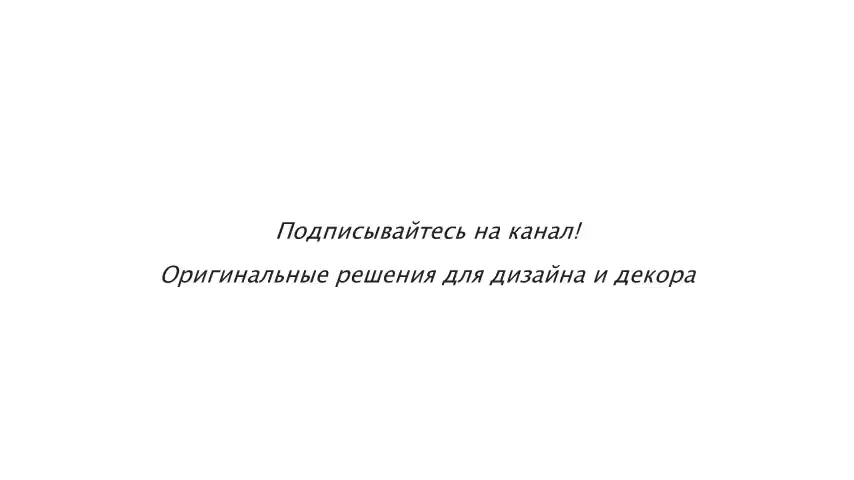 Подписывайтесь на канал!
Оригинальные решения для дизайна и декора